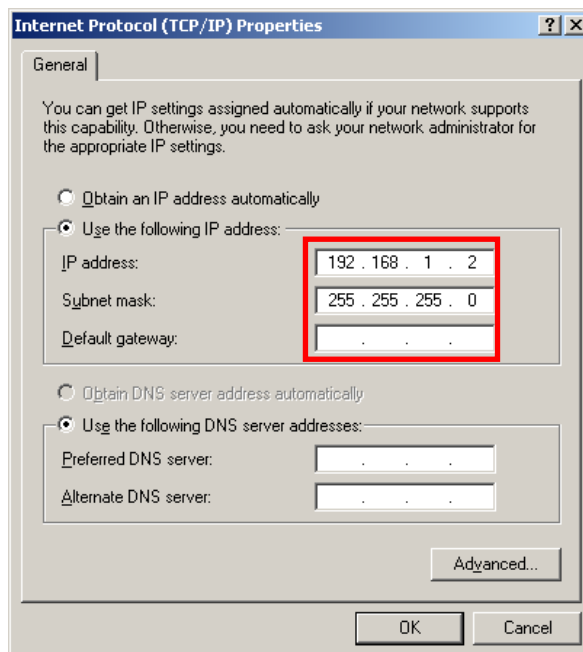 Internet Protocol (TCP/IP) Properties
General
You can get IP settings assigned automatically if your network supports
this capability. Otherwise, you need to ask your network administrator for
the appropriate IP settings.
Obtain an IP address automatically
Use the following IP address:
IP address: 192 . 168 . 1 . 2
Subnet mask: 255 . 255 . 255 . 0
Default gateway: . . .
Obtain DNS server address automatically
Use the following DNS server addresses:
Preferred DNS server: . . .
Alternate DNS server: . . .
Advanced...
OK Cancel